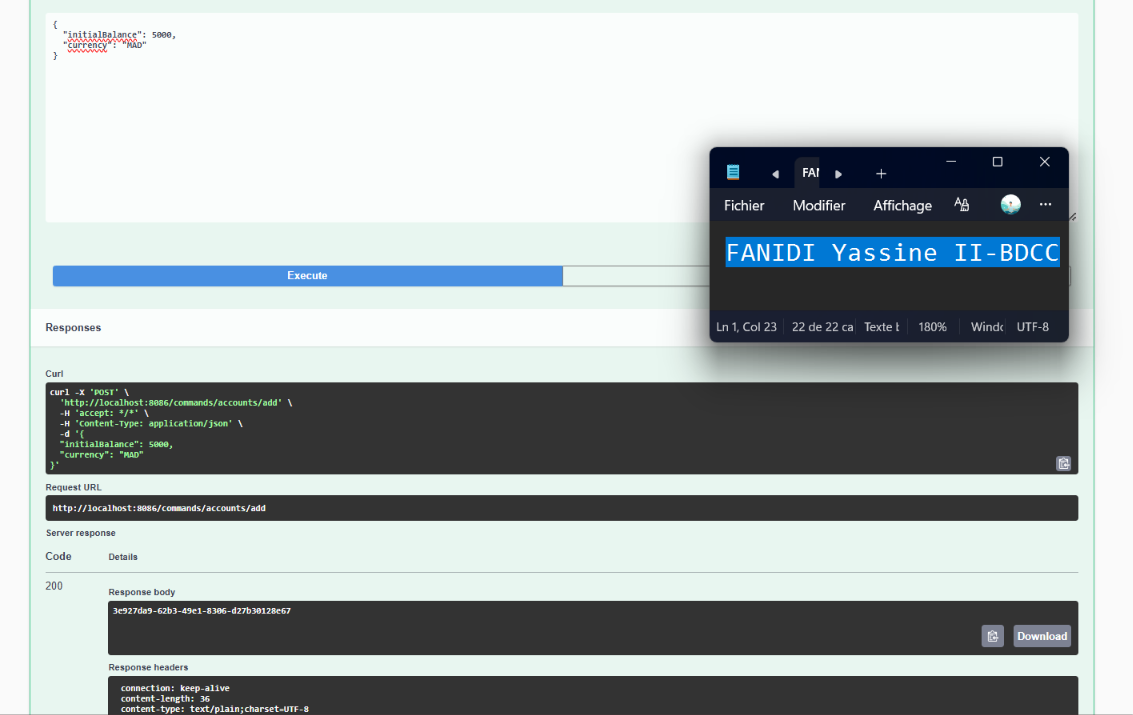 {
"initialBalance": 5000,
"currency": "MAD"
}
FAN
Fichier Modifier Affichage
FANIDI Yassine II-BDCC
Ln 1, Col 23 22 de 22 ca Texte b 180% Windo UTF-8
Execute
Responses
Curl
curl -X 'POST' \
'http://localhost:8086/commands/accounts/add' \
-H 'accept: */*' \
-H 'Content-Type: application/json' \
-d '{
"initialBalance": 5000,
"currency": "MAD"
}'
Request URL
http://localhost:8086/commands/accounts/add
Server response
Code Details
200
Response body
3e927da9-62b3-49e1-8306-d27b30128e67
Download
Response headers
connection: keep-alive
content-length: 36
content-type: text/plain;charset=UTF-8